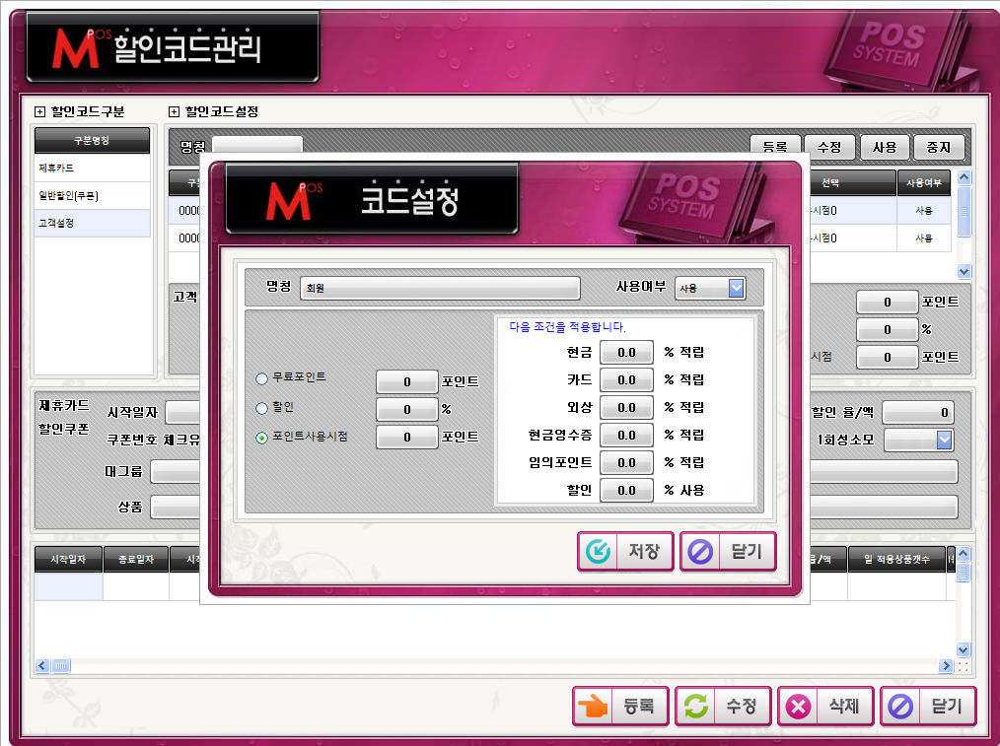 MPOS 할인코드관리
POS SYSTEM
할인코드구분
할인코드설정
구분명칭
제휴카드
일반할인(쿠폰)
고객설정
명칭
등록 수정 사용 중지
선택 사용여부
시점0 사용
시점0 사용
고객
0 포인트
0 %
시점 0 포인트
MPOS 코드설정
POS SYSTEM
명칭 회원 사용여부 사용
다음 조건을 적용합니다.
현금 0.0 % 적립
카드 0.0 % 적립
외상 0.0 % 적립
현금영수증 0.0 % 적립
임의포인트 0.0 % 적립
할인 0.0 % 사용
무료포인트 0 포인트
할인 0 %
포인트사용시점 0 포인트
저장 닫기
제휴카드
할인쿠폰
시작일자
할인 율/액 0
쿠폰번호 체크유
1회성소모
대그룹
상품
시작일자 종료일자
율/액 일 적용상품갯수
등록 수정 삭제 닫기